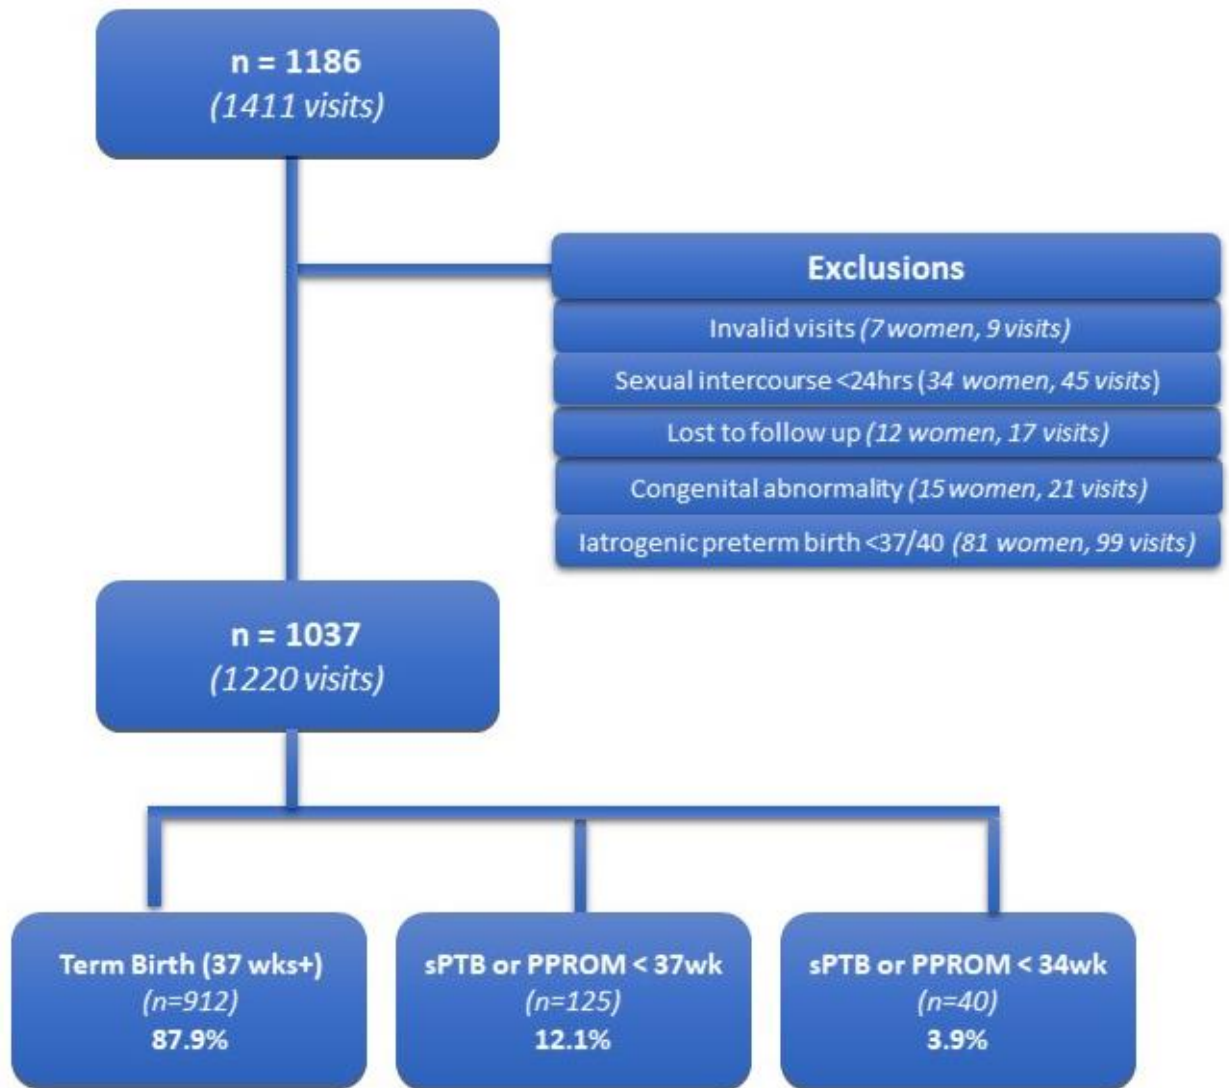 n = 1186
(1411 visits)
Exclusions
Invalid visits (7 women, 9 visits)
Sexual intercourse <24hrs (34 women, 45 visits)
Lost to follow up (12 women, 17 visits)
Congenital abnormality (15 women, 21 visits)
Iatrogenic preterm birth <37/40 (81 women, 99 visits)
n = 1037
(1220 visits)
Term Birth (37 wks+)
(n=912)
87.9%
sPTB or PPROM < 37wk
(n=125)
12.1%
sPTB or PPROM < 34wk
(n=40)
3.9%